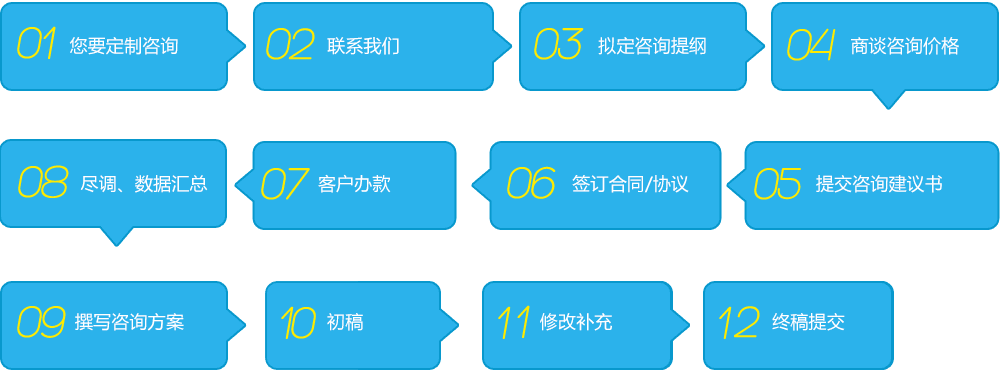 01 您要定制咨询
02 联系我们
03 拟定咨询提纲
04 商谈咨询价格
05 提交咨询建议书
06 签订合同/协议
07 客户办款
08 尽调、数据汇总
09 撰写咨询方案
10 初稿
11 修改补充
12 终稿提交